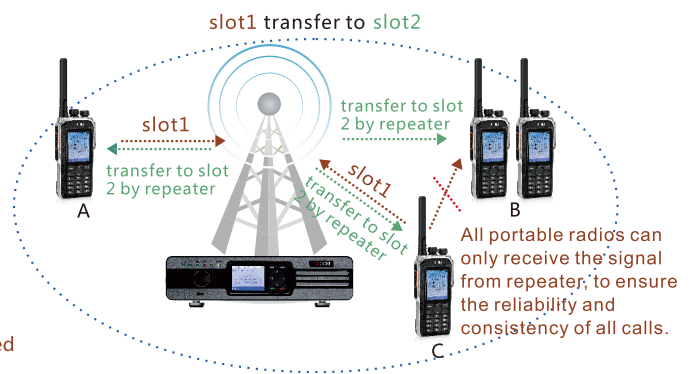 slot1 transfer to slot2
slot1
transfer to slot
2 by repeater
transfer to slot
2 by repeater
slot1
transfer to slot
2 by repeater
A
B
C
All portable radios can
only receive the signal
from repeater, to ensure
the reliability and
consistency of all calls.
ed